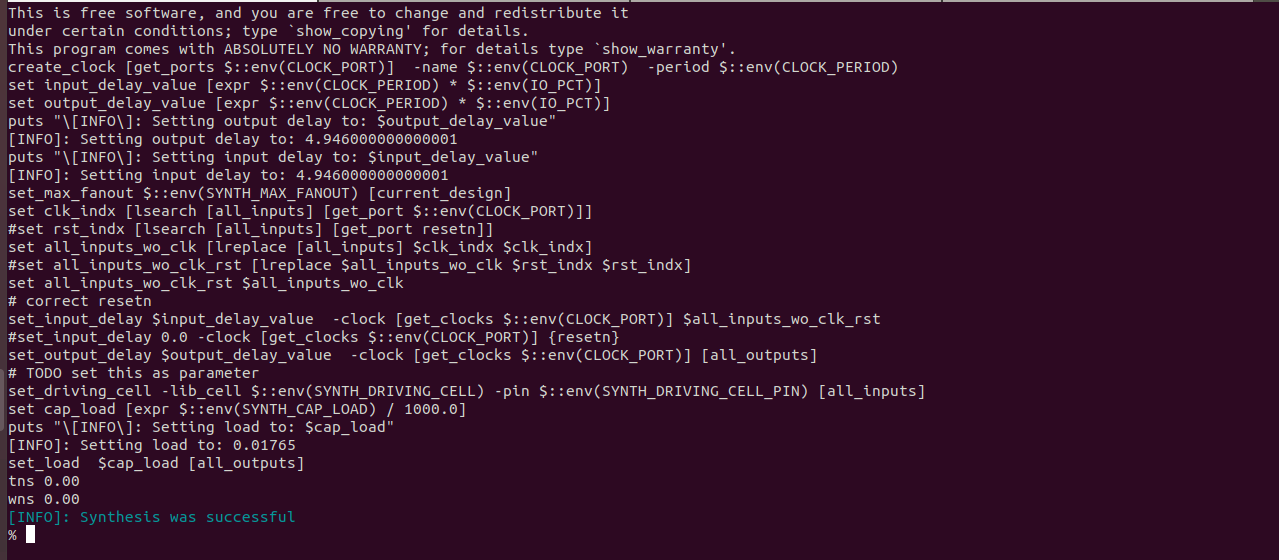 This is free software, and you are free to change and redistribute it
under certain conditions; type `show_copying' for details.
This program comes with ABSOLUTELY NO WARRANTY; for details type `show_warranty'.
create_clock [get_ports $::env(CLOCK_PORT)]  -name $::env(CLOCK_PORT)  -period $::env(CLOCK_PERIOD)
set input_delay_value [expr $::env(CLOCK_PERIOD) * $::env(IO_PCT)]
set output_delay_value [expr $::env(CLOCK_PERIOD) * $::env(IO_PCT)]
puts "\[INFO\]: Setting output delay to: $output_delay_value"
[INFO]: Setting output delay to: 4.946000000000001
puts "\[INFO\]: Setting input delay to: $input_delay_value"
[INFO]: Setting input delay to: 4.946000000000001
set_max_fanout $::env(SYNTH_MAX_FANOUT) [current_design]
set clk_indx [lsearch [all_inputs] [get_port $::env(CLOCK_PORT)]]
#set rst_indx [lsearch [all_inputs] [get_port resetn]]
set all_inputs_wo_clk [lreplace [all_inputs] $clk_indx $clk_indx]
#set all_inputs_wo_clk_rst [lreplace $all_inputs_wo_clk $rst_indx $rst_indx]
set all_inputs_wo_clk_rst $all_inputs_wo_clk
# correct resetn
set_input_delay $input_delay_value  -clock [get_clocks $::env(CLOCK_PORT)] $all_inputs_wo_clk_rst
#set_input_delay 0.0 -clock [get_clocks $::env(CLOCK_PORT)] {resetn}
set_output_delay $output_delay_value  -clock [get_clocks $::env(CLOCK_PORT)] [all_outputs]
# TODO set this as parameter
set_driving_cell -lib_cell $::env(SYNTH_DRIVING_CELL) -pin $::env(SYNTH_DRIVING_CELL_PIN) [all_inputs]
set cap_load [expr $::env(SYNTH_CAP_LOAD) / 1000.0]
puts "\[INFO\]: Setting load to: $cap_load"
[INFO]: Setting load to: 0.01765
set_load  $cap_load [all_outputs]
tns 0.00
wns 0.00
[INFO]: Synthesis was successful
%